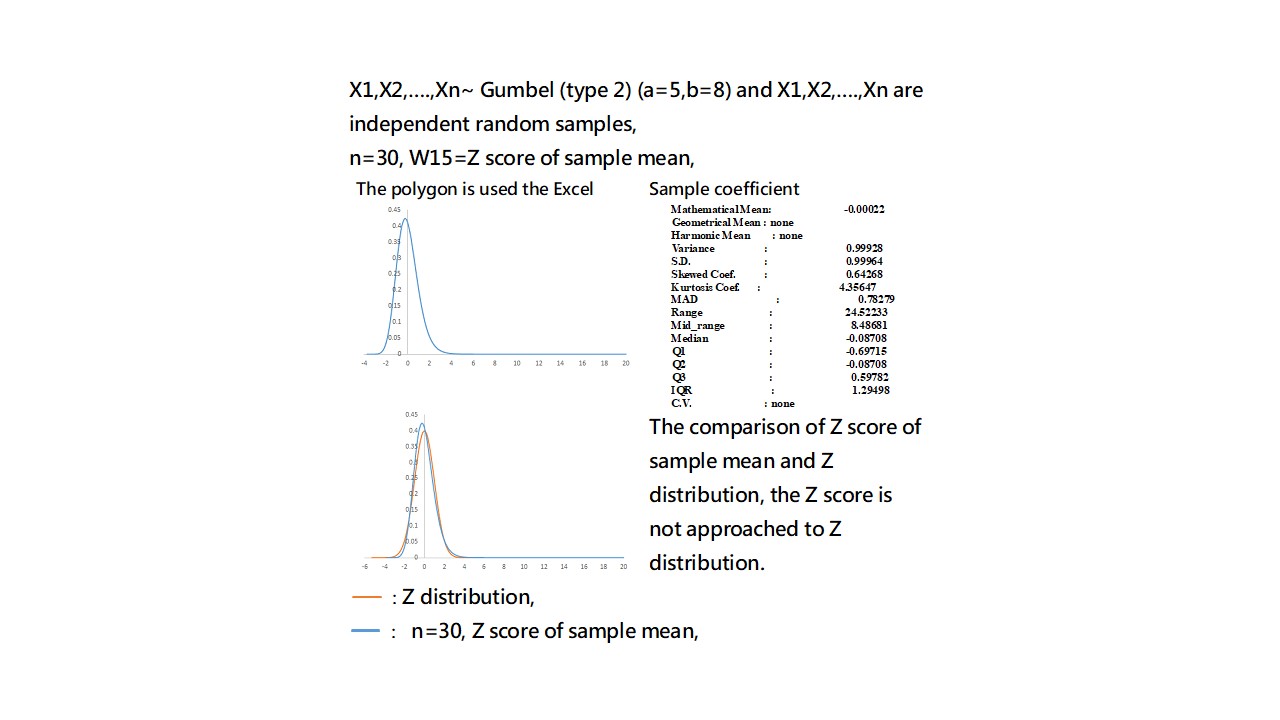 X1,X2,....,Xn~ Gumbel (type 2) (a=5,b=8) and X1,X2,....,Xn are
independent random samples,
n=30, W15=Z score of sample mean,
The polygon is used the Excel
0.45
0.4
0.35
0.3
0.25
0.2
0.15
0.1
0.05
0
-4 -2 0 2 4 6 8 10 12 14 16 18 20
Sample coefficient
Mathematical Mean: -0.00022
Geometrical Mean : none
Harmonic Mean : none
Variance : 0.99928
S.D. : 0.99964
Skewed Coef. : 0.64268
Kurtosis Coef. : 4.35647
MAD : 0.78279
Range : 24.52233
Mid_range : 8.48681
Median : -0.08708
Q1 : -0.69715
Q2 : -0.08708
Q3 : 0.59782
IQR : 1.29498
C.V. : none
0.45
0.4
0.35
0.3
0.25
0.2
0.15
0.1
0.05
0
-6 -4 -2 0 2 4 6 8 10 12 14 16 18 20
The comparison of Z score of
sample mean and Z
distribution, the Z score is
not approached to Z
distribution.
: Z distribution,
: n=30, Z score of sample mean,